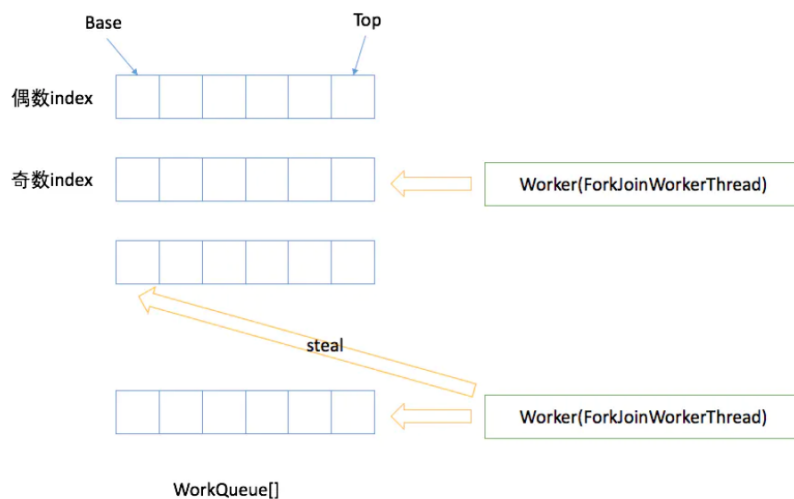 Base
Top
偶数index
奇数index
Worker(ForkJoinWorkerThread)
steal
Worker(ForkJoinWorkerThread)
WorkQueue[]